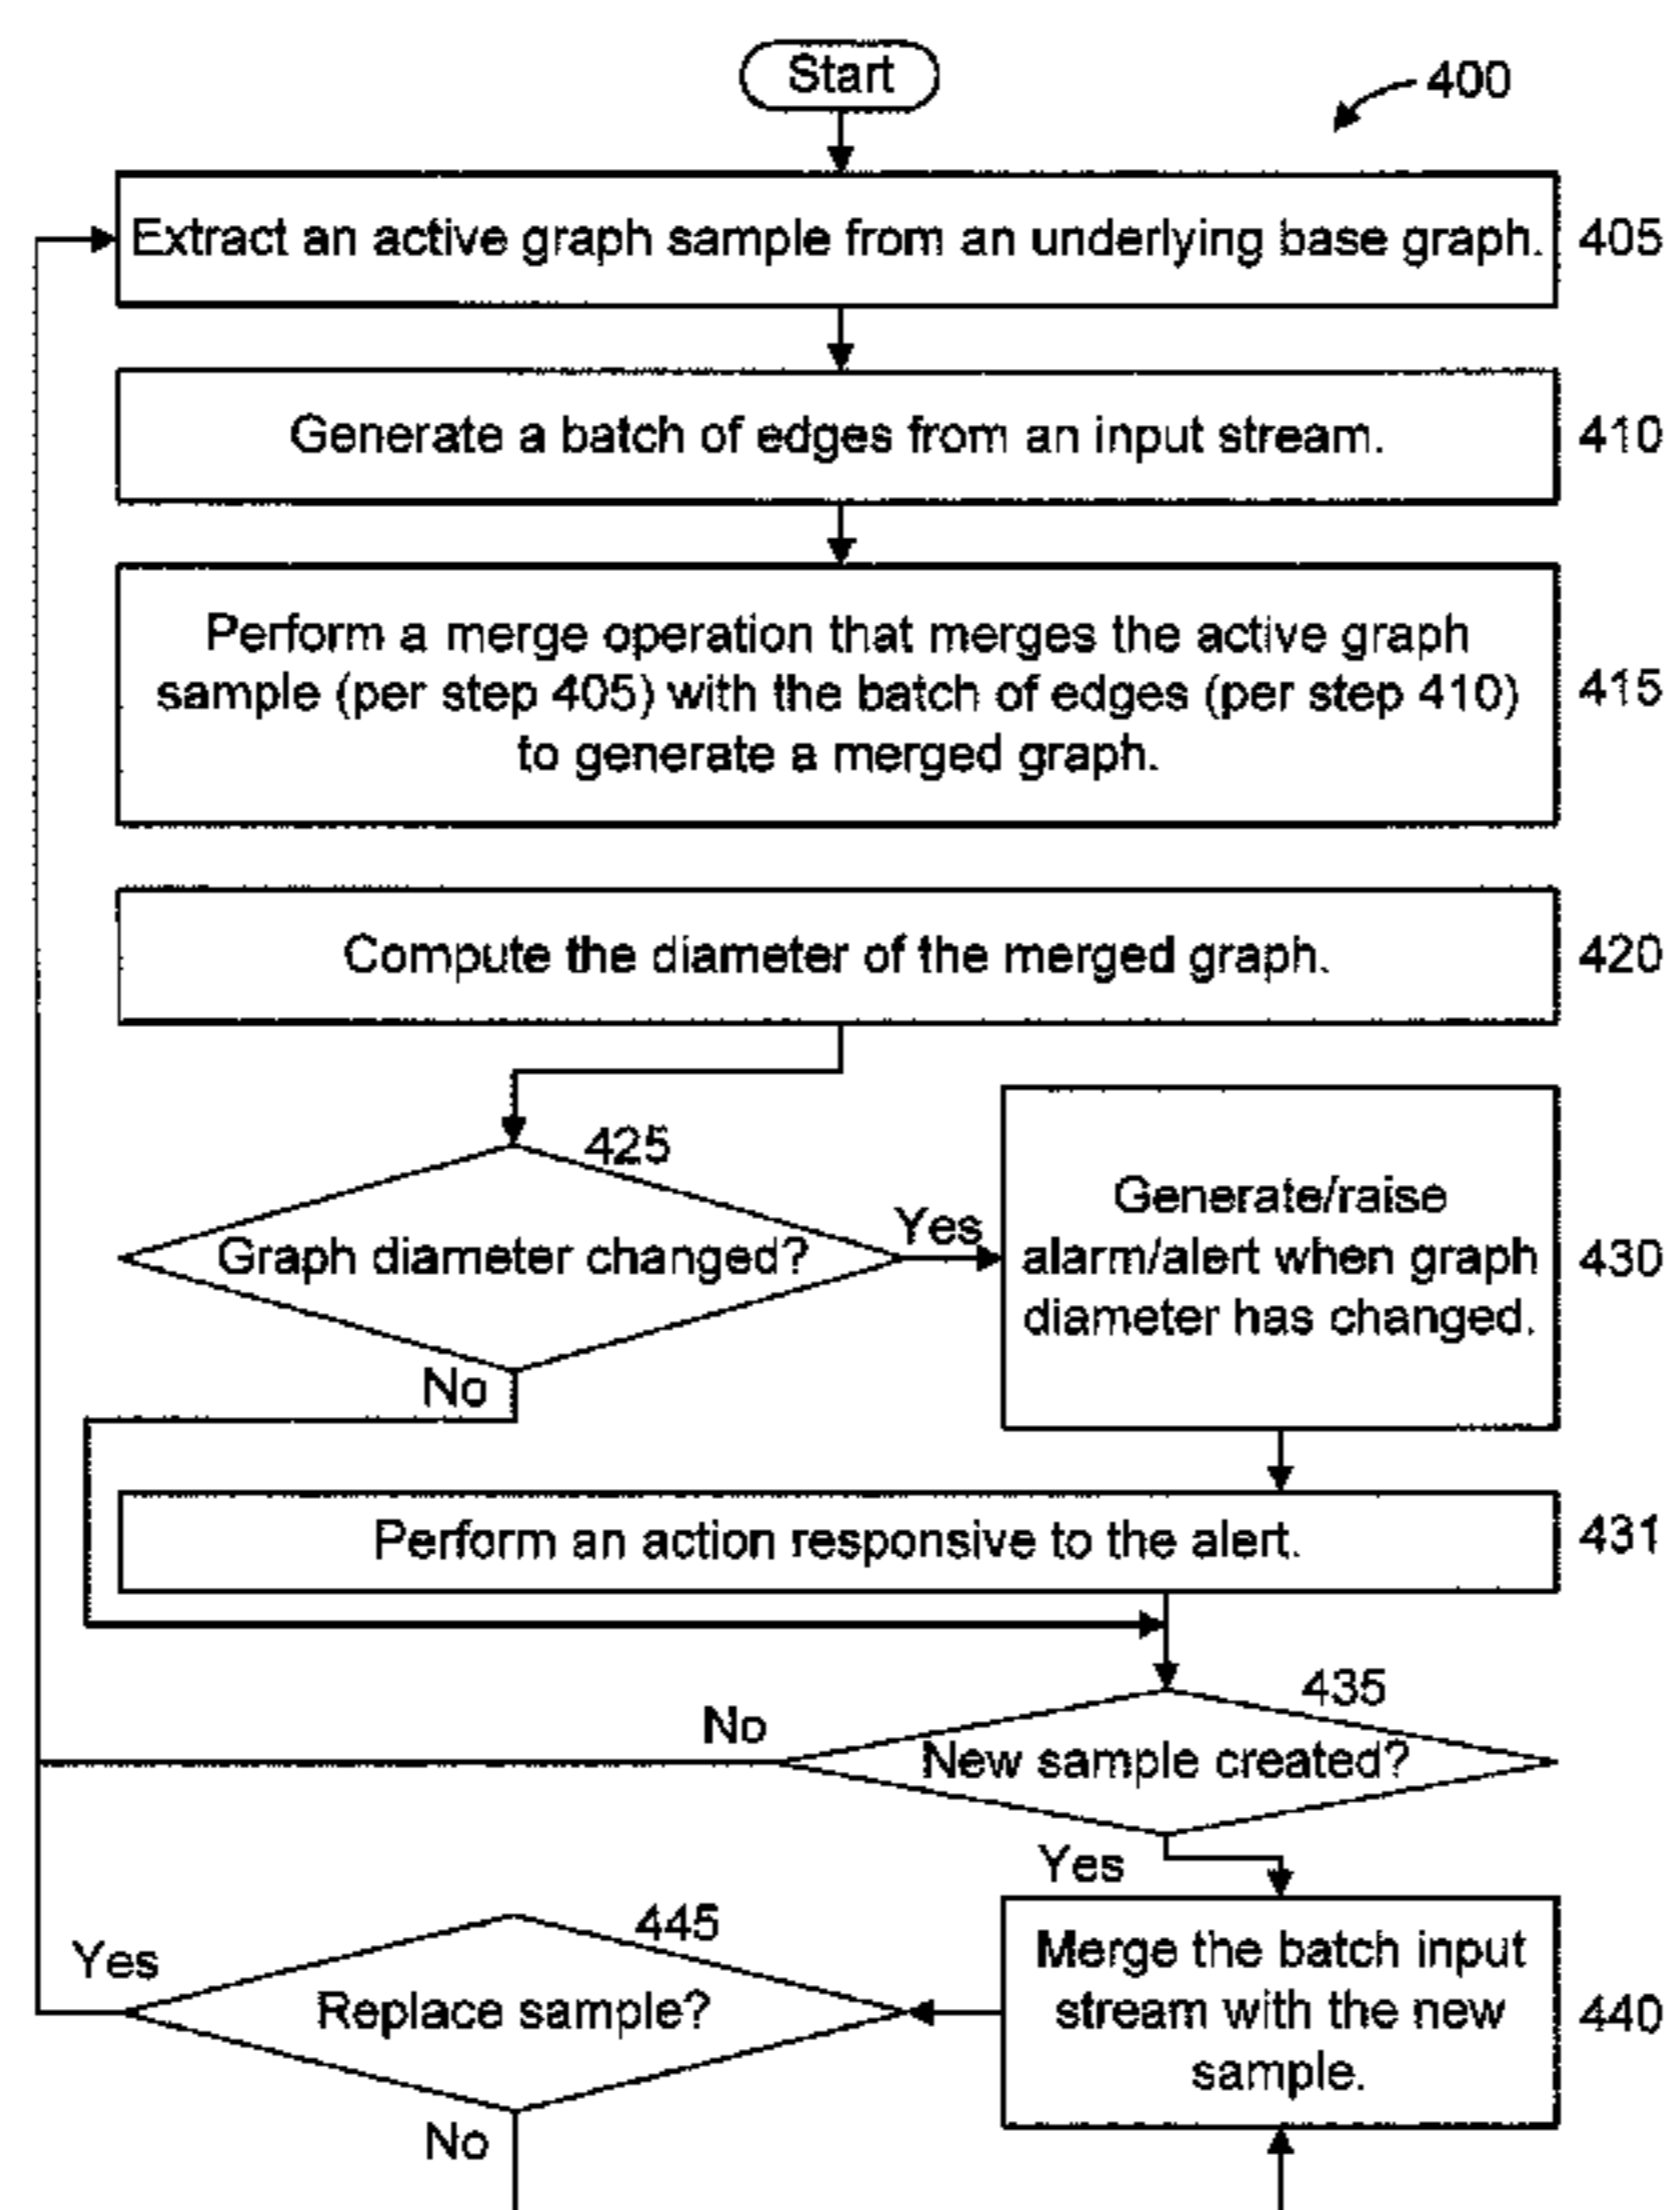 Start
400
Extract an active graph sample from an underlying base graph.
405
Generate a batch of edges from an input stream.
410
Perform a merge operation that merges the active graph
sample (per step 405) with the batch of edges (per step 410)
to generate a merged graph.
415
Compute the diameter of the merged graph.
420
425
Graph diameter changed?
Yes
No
Generate/raise
alarm/alert when graph
diameter has changed.
430
Perform an action responsive to the alert.
431
435
New sample created?
No
Yes
Merge the batch input
stream with the new
sample.
440
445
Replace sample?
Yes
No